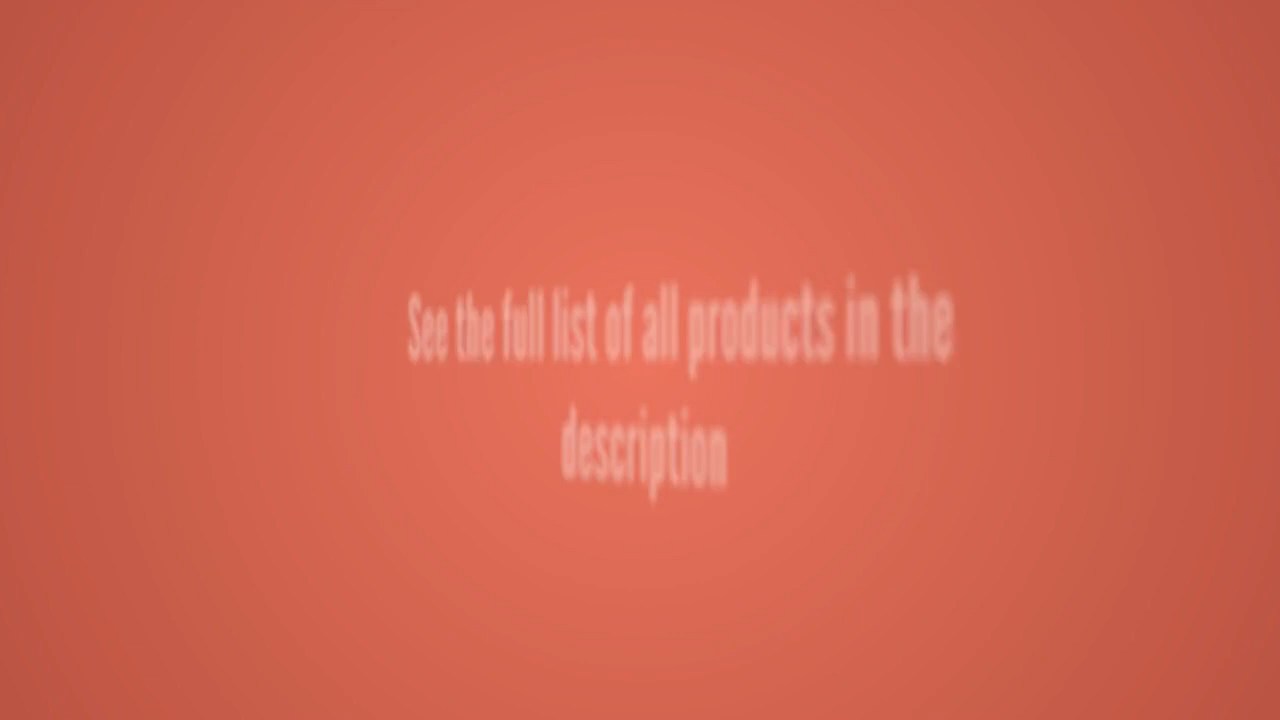 See the full list of all products in the
description